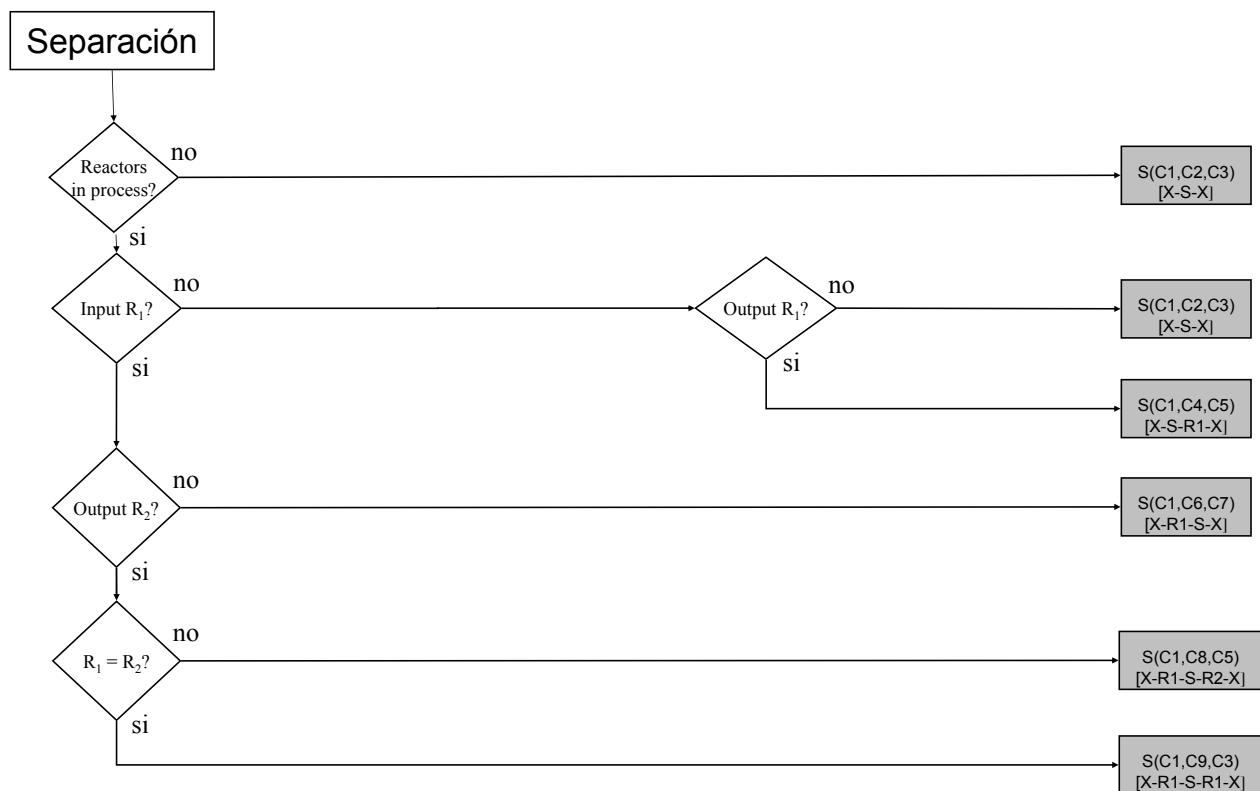 Separación
Reactors
in process?
no
S(C1,C2,C3)
[X-S-X]
si
Input R₁?
no
Output R₁?
no
S(C1,C2,C3)
[X-S-X]
si
si
S(C1,C4,C5)
[X-S-R1-X]
Output R₂?
no
S(C1,C6,C7)
[X-R1-S-X]
si
R₁ = R₂?
no
S(C1,C8,C5)
[X-R1-S-R2-X]
si
S(C1,C9,C3)
[X-R1-S-R1-X]